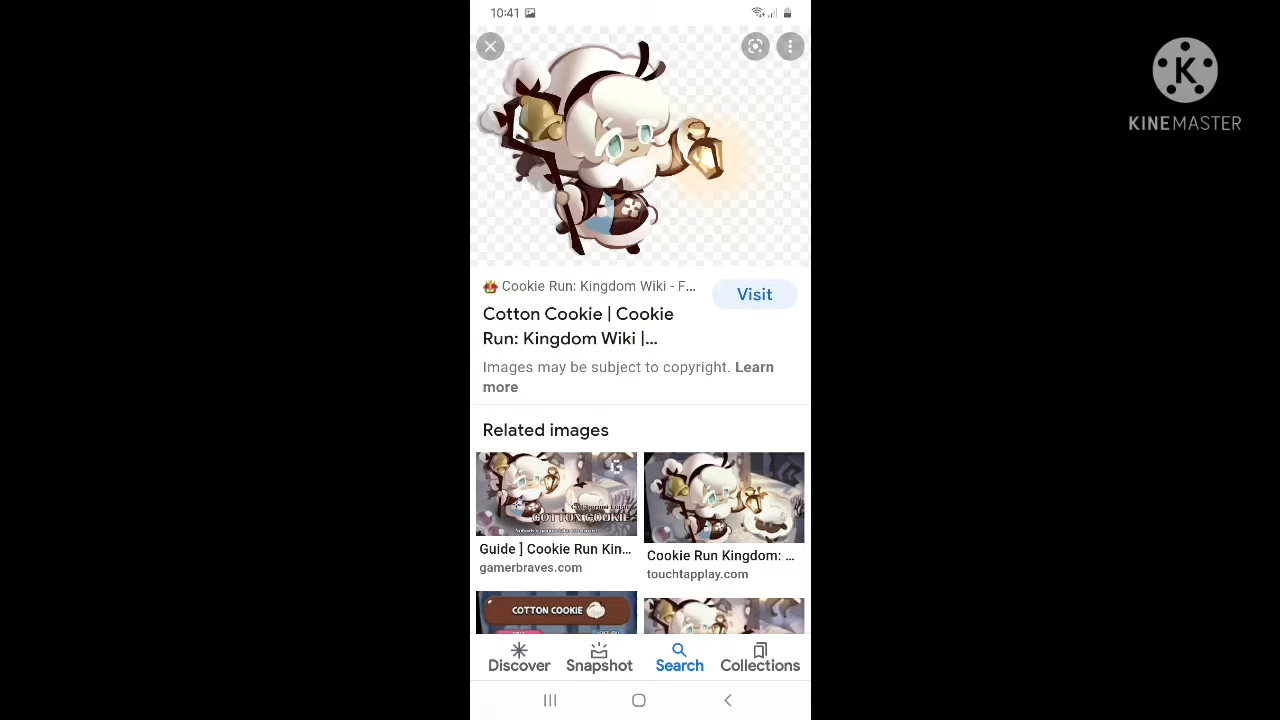 10:41
KINEMASTER
Cookie Run: Kingdom Wiki - F...
Visit
Cotton Cookie | Cookie
Run: Kingdom Wiki |...
Images may be subject to copyright. Learn
more
Related images
COTTON COOKIE
Guide ] Cookie Run Kin...
gamerbraves.com
Cookie Run Kingdom: ...
touchtapplay.com
COTTON COOKIE
Discover
Snapshot
Search
Collections